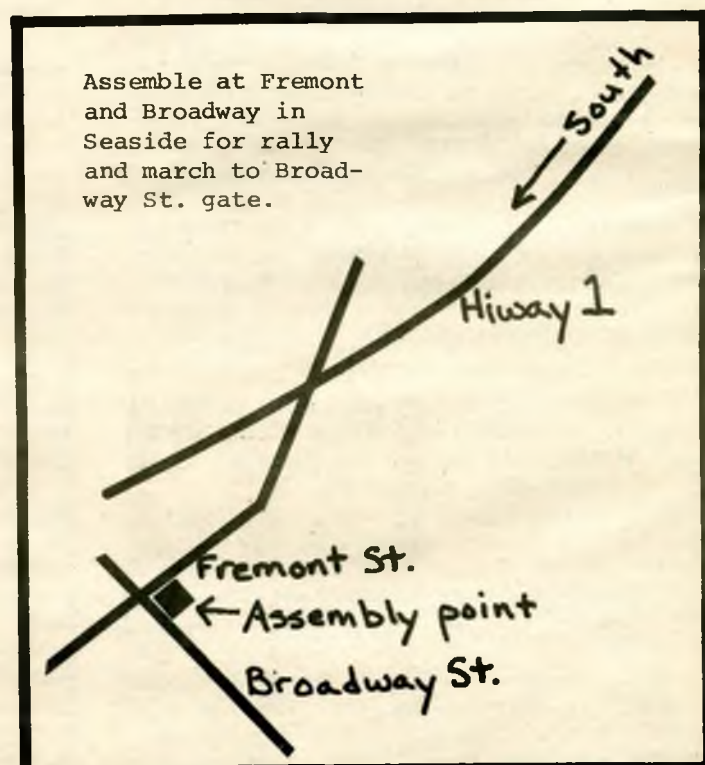 Assemble at Fremont
and Broadway in
Seaside for rally
and march to Broad-
way St. gate.
South
Hiway 1
Fremont St.
Assembly point
Broadway St.